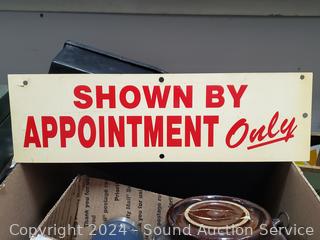 SHOWN BY
APPOINTMENT Only
Copyright 2024 - Sound Auction Service